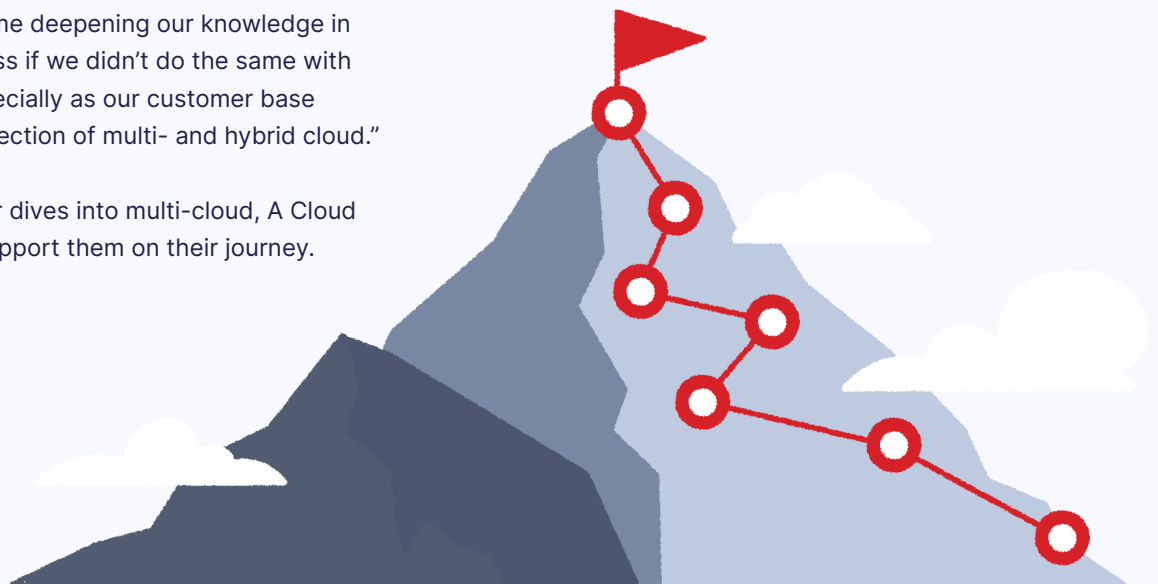 me deepening our knowledge in
ss if we didn’t do the same with
ecially as our customer base
ection of multi- and hybrid cloud.”
r dives into multi-cloud, A Cloud
pport them on their journey.